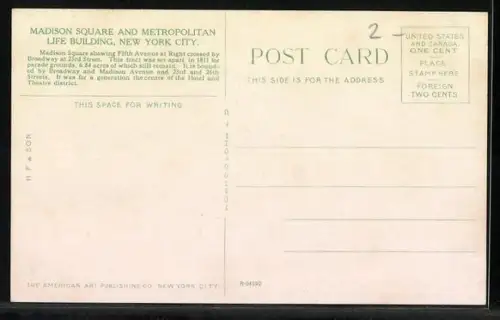 MADISON SQUARE AND METROPOLITAN
LIFE BUILDING, NEW YORK CITY.
Madison Square showing Fifth Avenue at Right crossed by
Broadway at 23rd Street. This tract was set apart in 1811 for
parade grounds, 6.84 acres of which still remain. It is bound-
ed by Broadway and Madison Avenue and 23rd and 26th
Streets. It was for a generation the centre of the Hotel and
Theatre district.
THIS SPACE FOR WRITING
H F
THE AMERICAN ART PUBLISHING CO. NEW YORK CITY
2-
POST CARD
THIS SIDE IS FOR THE ADDRESS
UNITED STATES
AND CANADA
ONE CENT
PLACE
STAMP HERE
FOREIGN
TWO CENTS